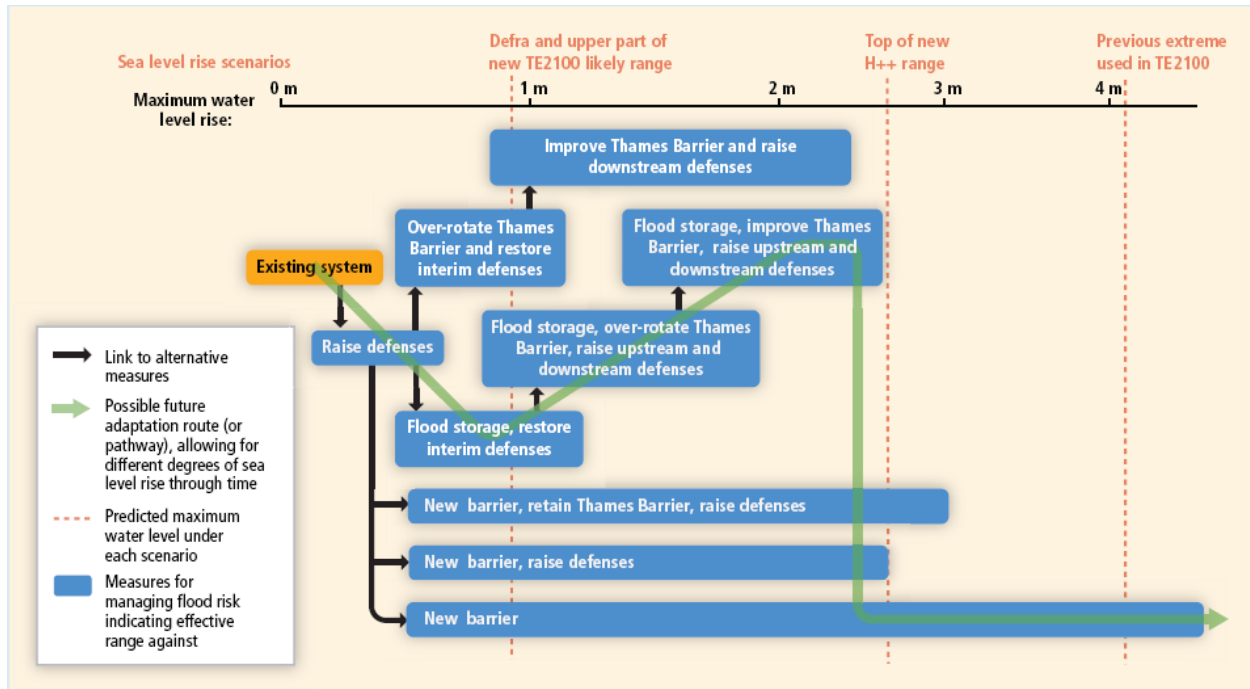 Sea level rise scenarios
Defra and upper part of
new TE2100 likely range
Top of new
H++ range
Previous extreme
used in TE2100
Maximum water
level rise:
0 m
1 m
2 m
3 m
4 m
Improve Thames Barrier and raise
downstream defenses
Over-rotate Thames
Barrier and restore
interim defenses
Flood storage, improve Thames
Barrier, raise upstream and
downstream defenses
Existing system
Raise defenses
Flood storage, over-rotate Thames
Barrier, raise upstream and
downstream defenses
Flood storage, restore
interim defenses
New barrier, retain Thames Barrier, raise defenses
New barrier, raise defenses
New barrier
Link to alternative
measures
Possible future
adaptation route (or
pathway), allowing for
different degrees of sea
level rise through time
Predicted maximum
water level under
each scenario
Measures for
managing flood risk
indicating effective
range against